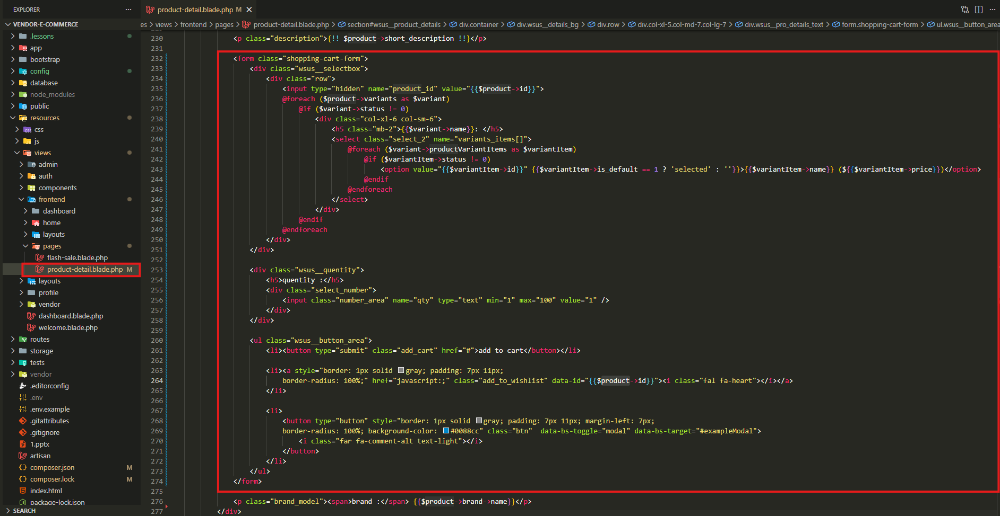 EXPLORER
···
product-detail.blade.php M
···
VENDOR-E-COMMERCE
es > views > frontend > pages > product-detail.blade.php > section#wsus__product_details > div.container > div.wsus__details_bg > div.row > div.col-xl-5.col-md-7.col-lg-7 > div.wsus__pro_details_text > form.shopping-cart-form > ul.wsus__button_area
.lessons
app
bootstrap
config
database
node_modules
public
resources
css
js
views
admin
auth
components
frontend
dashboard
home
layouts
pages
flash-sale.blade.php
product-detail.blade.php M
layouts
profile
vendor
dashboard.blade.php
welcome.blade.php
routes
storage
tests
vendor
.editorconfig
.env
.env.example
.gitattributes
.gitignore
1.pptx
artisan
composer.json M
composer.lock M
index.html
package-lock.json
SEARCH
230 <p class="description">{!! $product->short_description !!}</p>
231
232 <form class="shopping-cart-form">
233 <div class="wsus__selectbox">
234 <div class="row">
235 <input type="hidden" name="product_id" value="{{$product->id}}">
236 @foreach ($product->variants as $variant)
237 @if ($variant->status != 0)
238 <div class="col-xl-6 col-sm-6">
239 <h5 class="mb-2">{{$variant->name}}: </h5>
240 <select class="select_2" name="variants_items[]">
241 @foreach ($variant->productVariantItems as $variantItem)
242 @if ($variantItem->status != 0)
243 <option value="{{$variantItem->id}}" {{$variantItem->is_default == 1 ? 'selected' : ''}}>{{$variantItem->name}} (${{$variantItem->price}})</option>
244 @endif
245 @endforeach
246 </select>
247 </div>
248 @endif
249 @endforeach
250 </div>
251 </div>
252
253 <div class="wsus__quentity">
254 <h5>quentity :</h5>
255 <div class="select_number">
256 <input class="number_area" name="qty" type="text" min="1" max="100" value="1" />
257 </div>
258 </div>
259
260 <ul class="wsus__button_area">
261 <li><button type="submit" class="add_cart" href="#">add to cart</button></li>
262
263 <li><a style="border: 1px solid gray; padding: 7px 11px;
264 border-radius: 100%;" href="javascript:;" class="add_to_wishlist" data-id="{{$product->id}}"><i class="fal fa-heart"></i></a>
265 </li>
266
267 <li>
268 <button type="button" style="border: 1px solid gray; padding: 7px 11px; margin-left: 7px;
269 border-radius: 100%; background-color: #0088cc" class="btn"  data-bs-toggle="modal" data-bs-target="#exampleModal">
270 <i class="far fa-comment-alt text-light"></i>
271 </button>
272 </li>
273 </ul>
274 </form>
275
276 <p class="brand_model"><span>brand :</span> {{$product->brand->name}}</p>
277 </div>